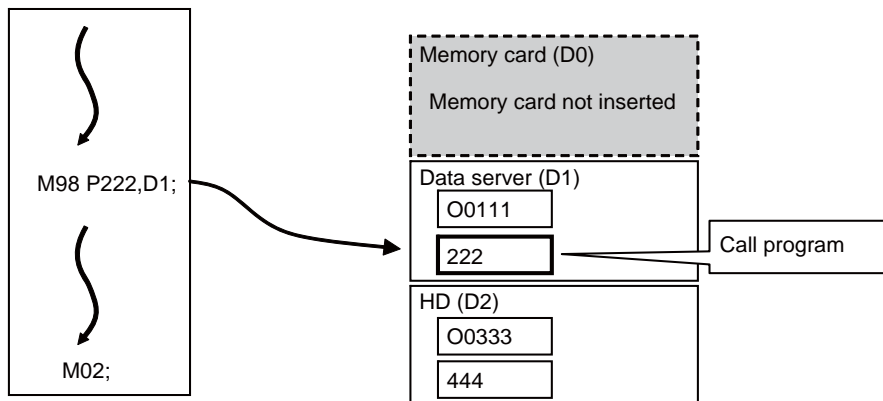 M98 P222,D1;
M02;
Memory card (D0)
Memory card not inserted
Data server (D1)
O0111
222
Call program
HD (D2)
O0333
444